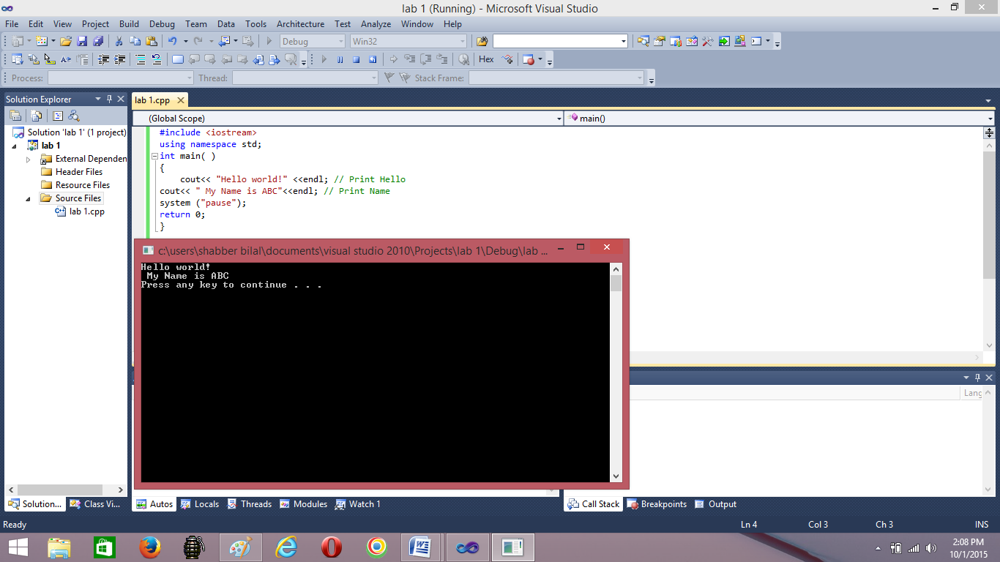 lab 1 (Running) - Microsoft Visual Studio
File Edit View Project Build Debug Team Data Tools Architecture Test Analyze Window Help
Debug Win32
Hex
Process: Thread: Stack Frame:
Solution Explorer
Solution 'lab 1' (1 project)
lab 1
External Dependen
Header Files
Resource Files
Source Files
lab 1.cpp
lab 1.cpp
(Global Scope) main()
#include <iostream>
using namespace std;
int main( )
{
cout<< "Hello world!" <<endl; // Print Hello
cout<< " My Name is ABC"<<endl; // Print Name
system ("pause");
return 0;
}
c:\users\shabber bilal\documents\visual studio 2010\Projects\lab 1\Debug\lab ...
Hello world!
My Name is ABC
Press any key to continue . . .
Lang
Solution... Class Vi... Autos Locals Threads Modules Watch 1 Call Stack Breakpoints Output
Ready Ln 4 Col 3 Ch 3 INS
2:08 PM
10/1/2015